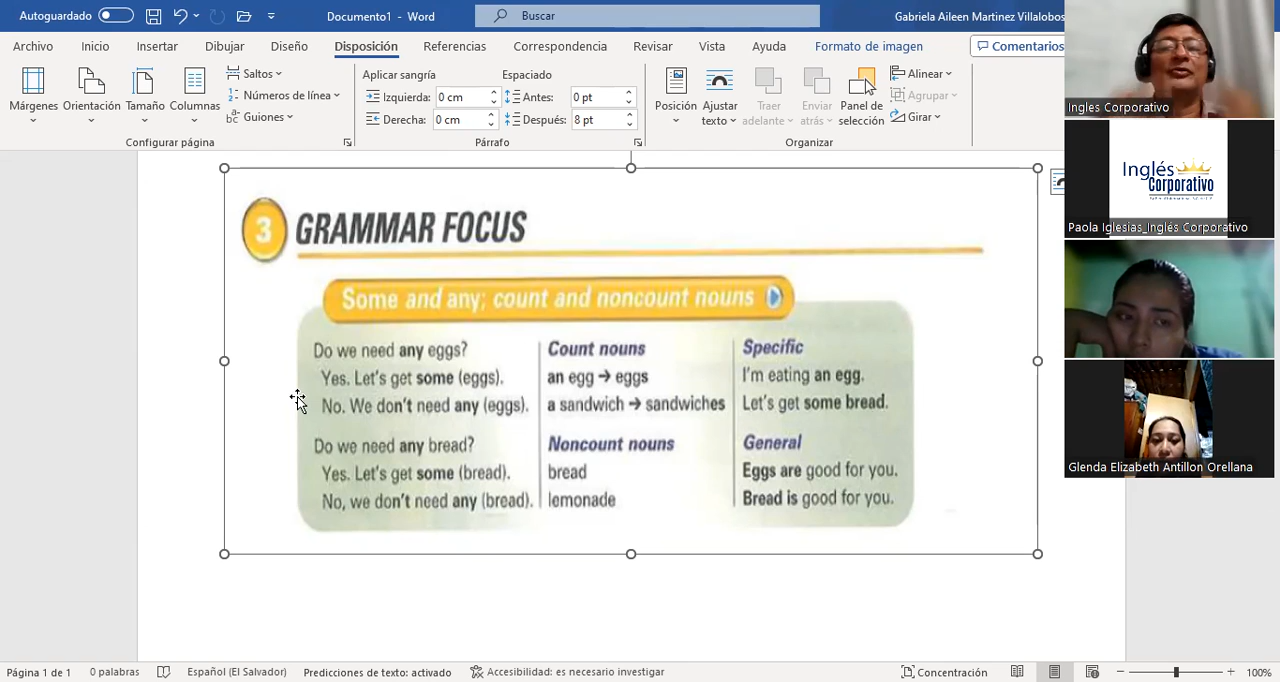 Autoguardado
Documento1 - Word
Buscar
Gabriela Aileen Martinez Villalobos
Archivo Inicio Insertar Dibujar Diseño Disposición Referencias Correspondencia Revisar Vista Ayuda Formato de imagen Comentarios
Márgenes Orientación Tamaño Columnas
Saltos
Números de línea
Guiones
Configurar página
Aplicar sangría
Izquierda: 0 cm
Derecha: 0 cm
Espaciado
Antes: 0 pt
Después: 8 pt
Párrafo
Posición
Ajustar texto
Traer adelante
Enviar atrás
Panel de selección
Alinear
Agrupar
Girar
Organizar
3 GRAMMAR FOCUS
Some and any; count and noncount nouns
Do we need any eggs?
Yes. Let's get some (eggs).
No. We don't need any (eggs).
Do we need any bread?
Yes. Let's get some (bread).
No, we don't need any (bread).
Count nouns
an egg → eggs
a sandwich → sandwiches
Noncount nouns
bread
lemonade
Specific
I'm eating an egg.
Let's get some bread.
General
Eggs are good for you.
Bread is good for you.
Ingles Corporativo
Inglés
Corporativo
Paola Iglesias_Inglés Corporativo
Glenda Elizabeth Antillon Orellana
Página 1 de 1 0 palabras Español (El Salvador) Predicciones de texto: activado Accesibilidad: es necesario investigar Concentración 100%